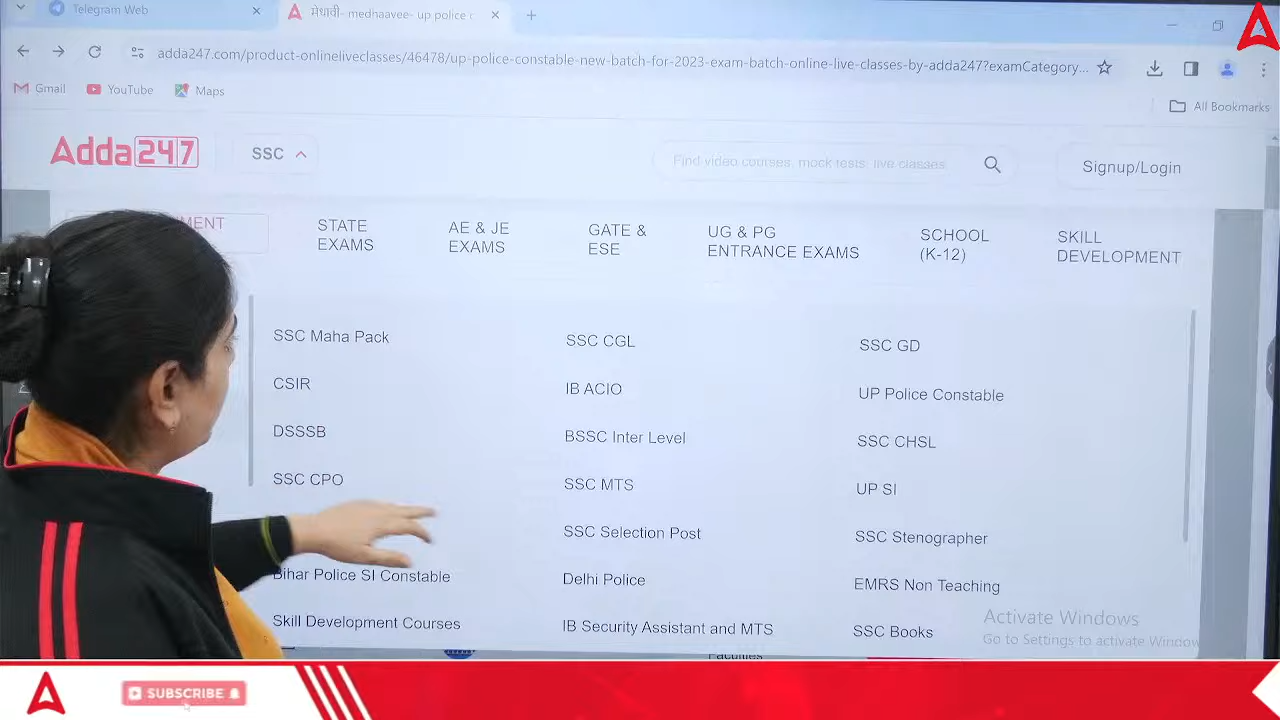 Telegram Web
मेधावी- medhaavee- up police c
adda247.com/product-onlineliveclasses/46478/up-police-constable-new-batch-for-2023-exam-batch-online-live-classes-by-adda247?examCategory...
Gmail
YouTube
Maps
All Bookmarks
Adda247
SSC
Find video courses, mock tests, live classes
Signup/Login
MENT
STATE
EXAMS
AE & JE
EXAMS
GATE &
ESE
UG & PG
ENTRANCE EXAMS
SCHOOL
(K-12)
SKILL
DEVELOPMENT
SSC Maha Pack
SSC CGL
SSC GD
CSIR
IB ACIO
UP Police Constable
DSSSB
BSSC Inter Level
SSC CHSL
SSC CPO
SSC MTS
UP SI
SSC Selection Post
SSC Stenographer
Bihar Police SI Constable
Delhi Police
EMRS Non Teaching
Skill Development Courses
IB Security Assistant and MTS
SSC Books
Activate Windows
Go to Settings to activate Window
Faculties
SUBSCRIBE